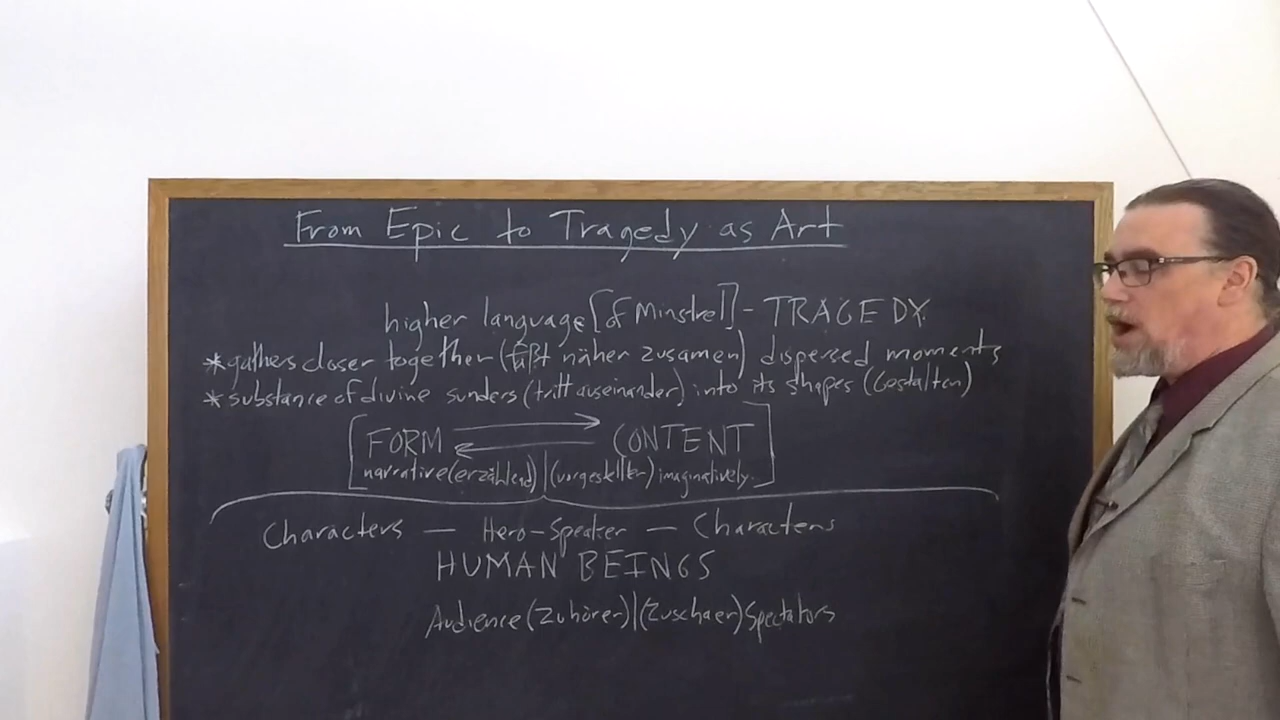 From Epic to Tragedy as Art
higher language [of Minstrel] - TRAGEDY
*gathers closer together (faßt näher zusamen) dispersed moments
*substance of divine sunders (tritt auseinander) into its shapes (Gestalten)
FORM CONTENT
narrative (erzählend) | (vorgestellten) imaginatively
Characters — Hero-Speaker — Characters
HUMAN BEINGS
Audience (Zuhören) | (Zuschaer) Spectators